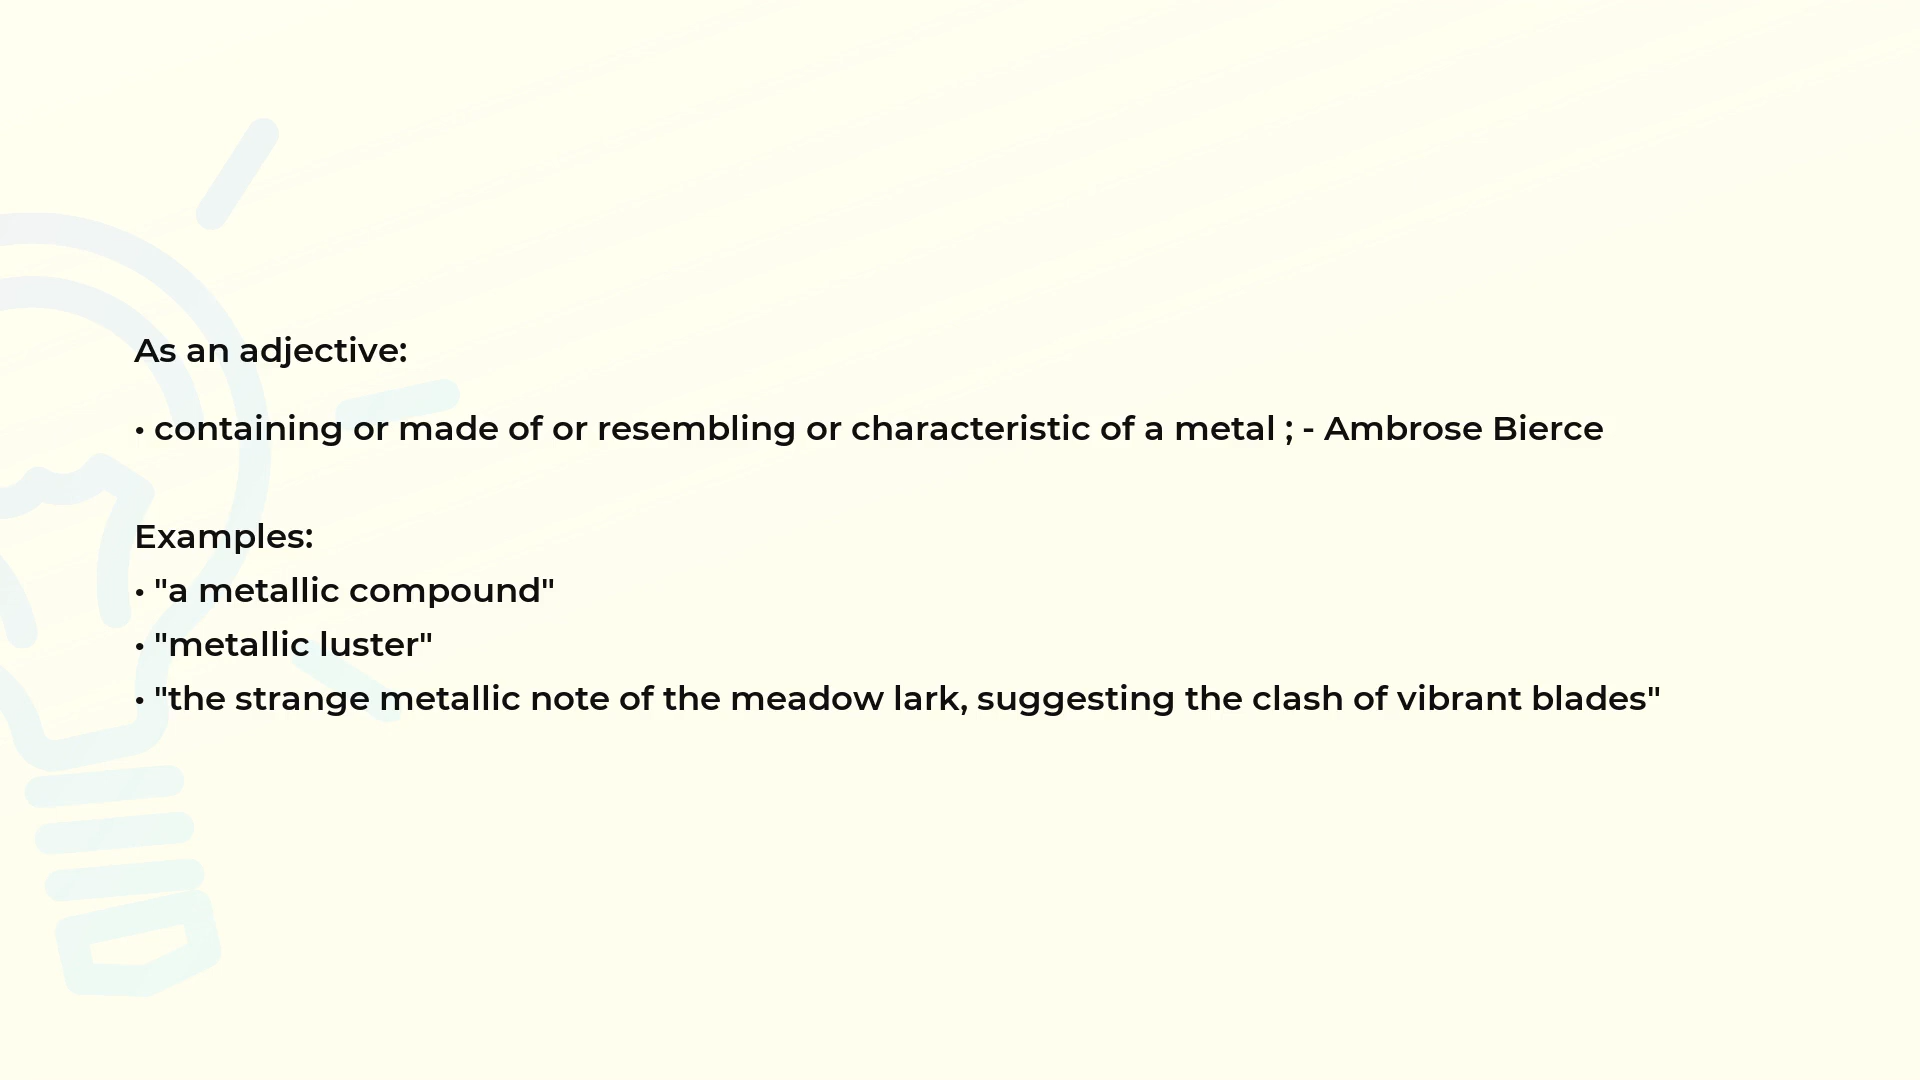 As an adjective:
• containing or made of or resembling or characteristic of a metal ; - Ambrose Bierce
Examples:
• "a metallic compound"
• "metallic luster"
• "the strange metallic note of the meadow lark, suggesting the clash of vibrant blades"